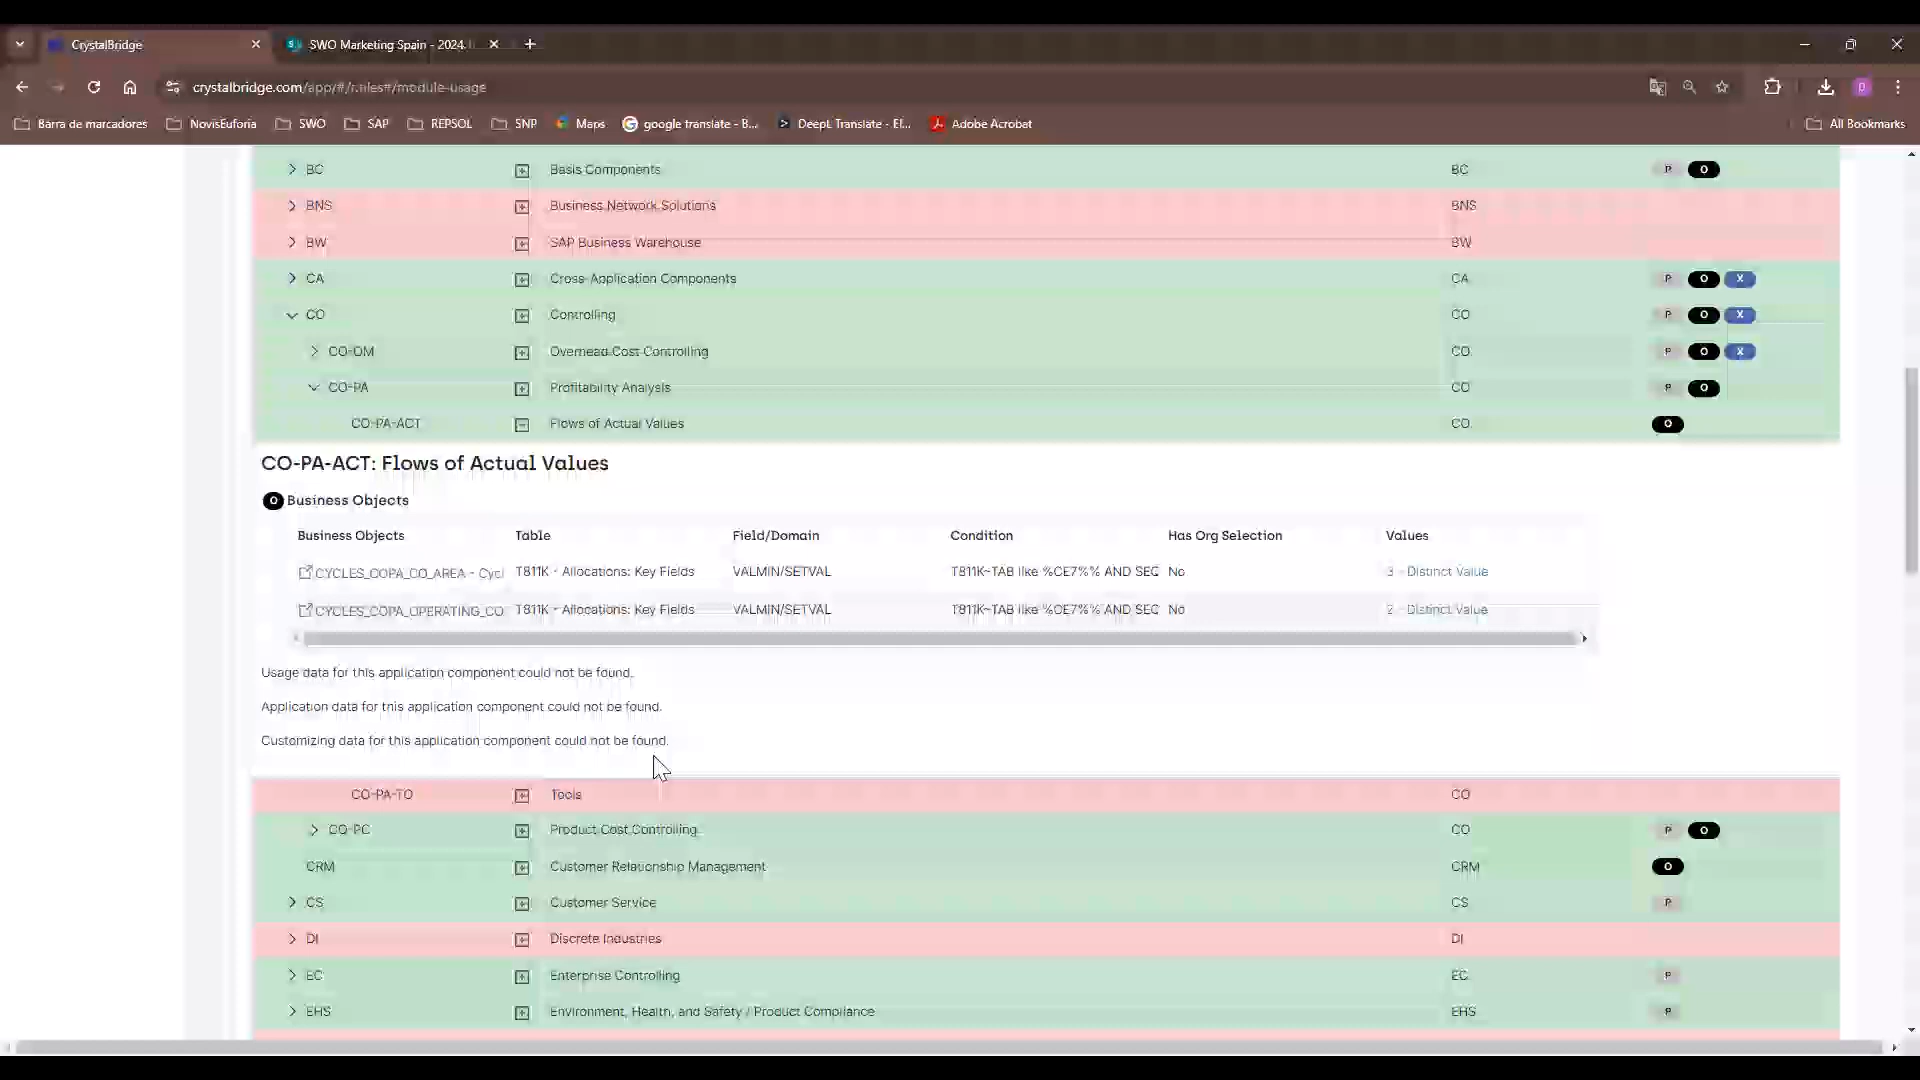 CrystalBridge
SWO Marketing Spain - 2024
crystalbridge.com/app/#/rules#/module-usage
Barra de marcadores NovisEuforia SWO SAP REPSOL SNP Maps google translate - B... DeepL Translate - El... Adobe Acrobat All Bookmarks
BC Basis Components BC P O
BNS Business Network Solutions BNS
BW SAP Business Warehouse BW
CA Cross-Application Components CA P O X
CO Controlling CO P O X
CO-OM Overhead Cost Controlling CO P O X
CO-PA Profitability Analysis CO P O
CO-PA-ACT Flows of Actual Values CO O
CO-PA-ACT: Flows of Actual Values
O Business Objects
Business Objects Table Field/Domain Condition Has Org Selection Values
CYCLES_COPA_CO_AREA - Cycl T811K - Allocations: Key Fields VALMIN/SETVAL T811K~TAB like %CE7%% AND SEC No 3 - Distinct Value
CYCLES_COPA_OPERATING_CO T811K - Allocations: Key Fields VALMIN/SETVAL T811K~TAB like %CE7%% AND SEC No 2 - Distinct Value
Usage data for this application component could not be found.
Application data for this application component could not be found.
Customizing data for this application component could not be found.
CO-PA-TO Tools CO
CO-PC Product Cost Controlling CO P O
CRM Customer Relationship Management CRM O
CS Customer Service CS P
DI Discrete Industries DI
EC Enterprise Controlling EC P
EHS Environment, Health, and Safety / Product Compliance EHS P